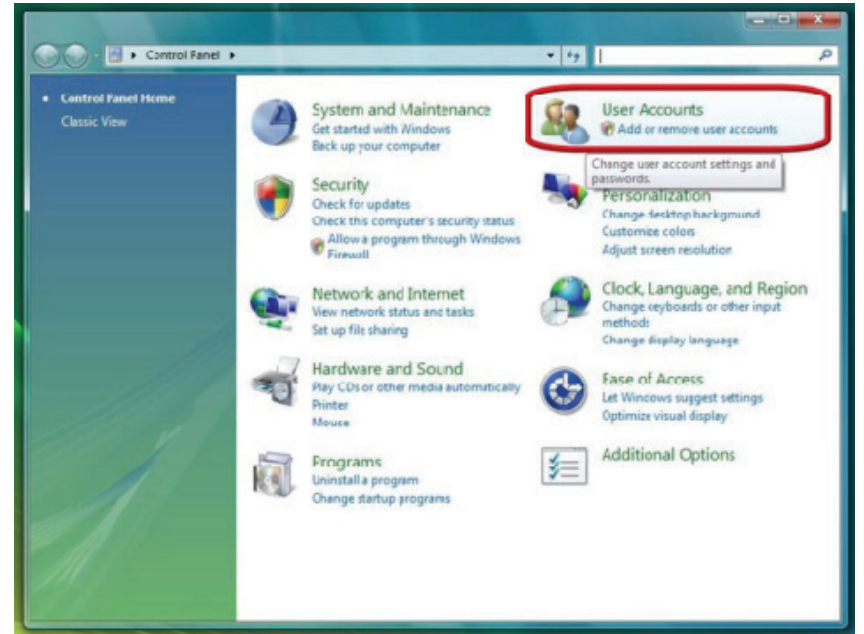 Control Panel
Control Panel Home
Classic View
System and Maintenance
Get started with Windows
Back up your computer
Security
Check for updates
Check this computer's security status
Allow a program through Windows
Firewall
Network and Internet
View network status and tasks
Set up file sharing
Hardware and Sound
Play CDs or other media automatically
Printer
Mouse
Programs
Uninstall a program
Change startup programs
User Accounts
Add or remove user accounts
Change user account settings and
passwords.
Personalization
Change desktop background
Customize colors
Adjust screen resolution
Clock, Language, and Region
Change keyboards or other input
methods
Change display language
Ease of Access
Let Windows suggest settings
Optimize visual display
Additional Options